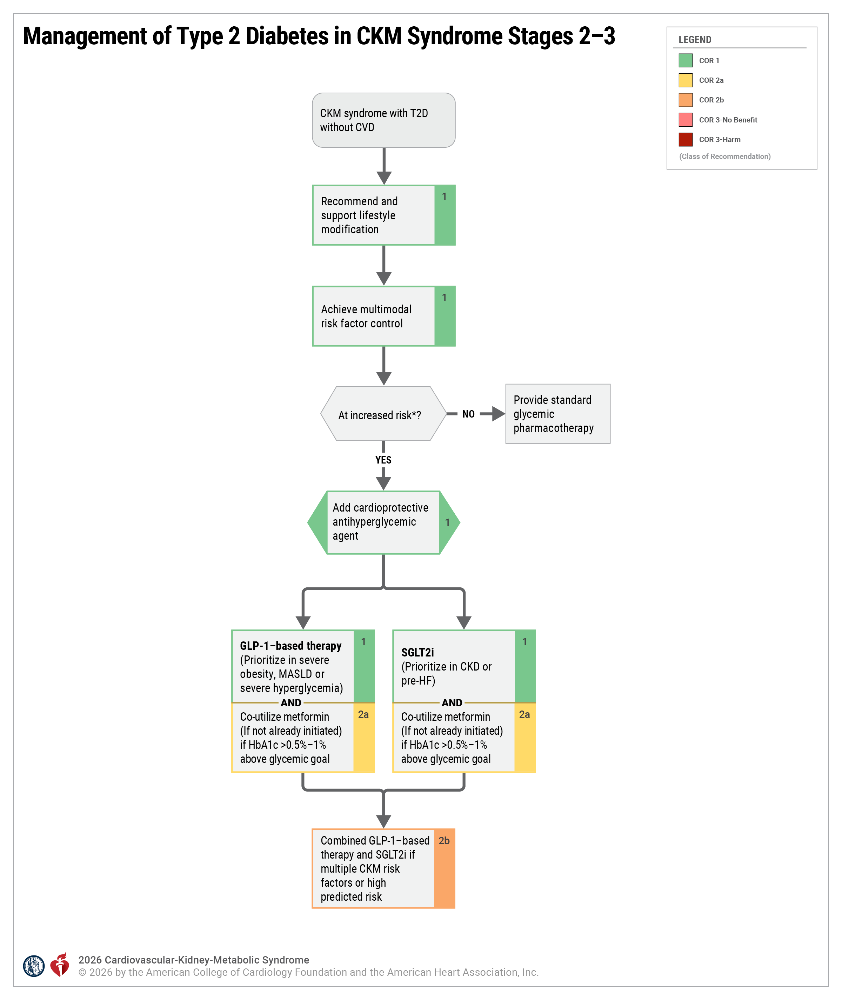 Management of Type 2 Diabetes in CKM Syndrome Stages 2–3
LEGEND
COR 1
COR 2a
COR 2b
COR 3-No Benefit
COR 3-Harm
(Class of Recommendation)
CKM syndrome with T2D
without CVD
Recommend and
support lifestyle
modification
1
Achieve multimodal
risk factor control
1
At increased risk*?
NO
Provide standard
glycemic
pharmacotherapy
YES
Add cardioprotective
antihyperglycemic
agent
1
GLP-1–based therapy
(Prioritize in severe
obesity, MASLD or
severe hyperglycemia)
1
AND
Co-utilize metformin
(If not already initiated)
if HbA1c >0.5%–1%
above glycemic goal
2a
SGLT2i
(Prioritize in CKD or
pre-HF)
1
AND
Co-utilize metformin
(If not already initiated)
if HbA1c >0.5%–1%
above glycemic goal
2a
Combined GLP-1–based
therapy and SGLT2i if
multiple CKM risk
factors or high
predicted risk
2b
2026 Cardiovascular-Kidney-Metabolic Syndrome
© 2026 by the American College of Cardiology Foundation and the American Heart Association, Inc.